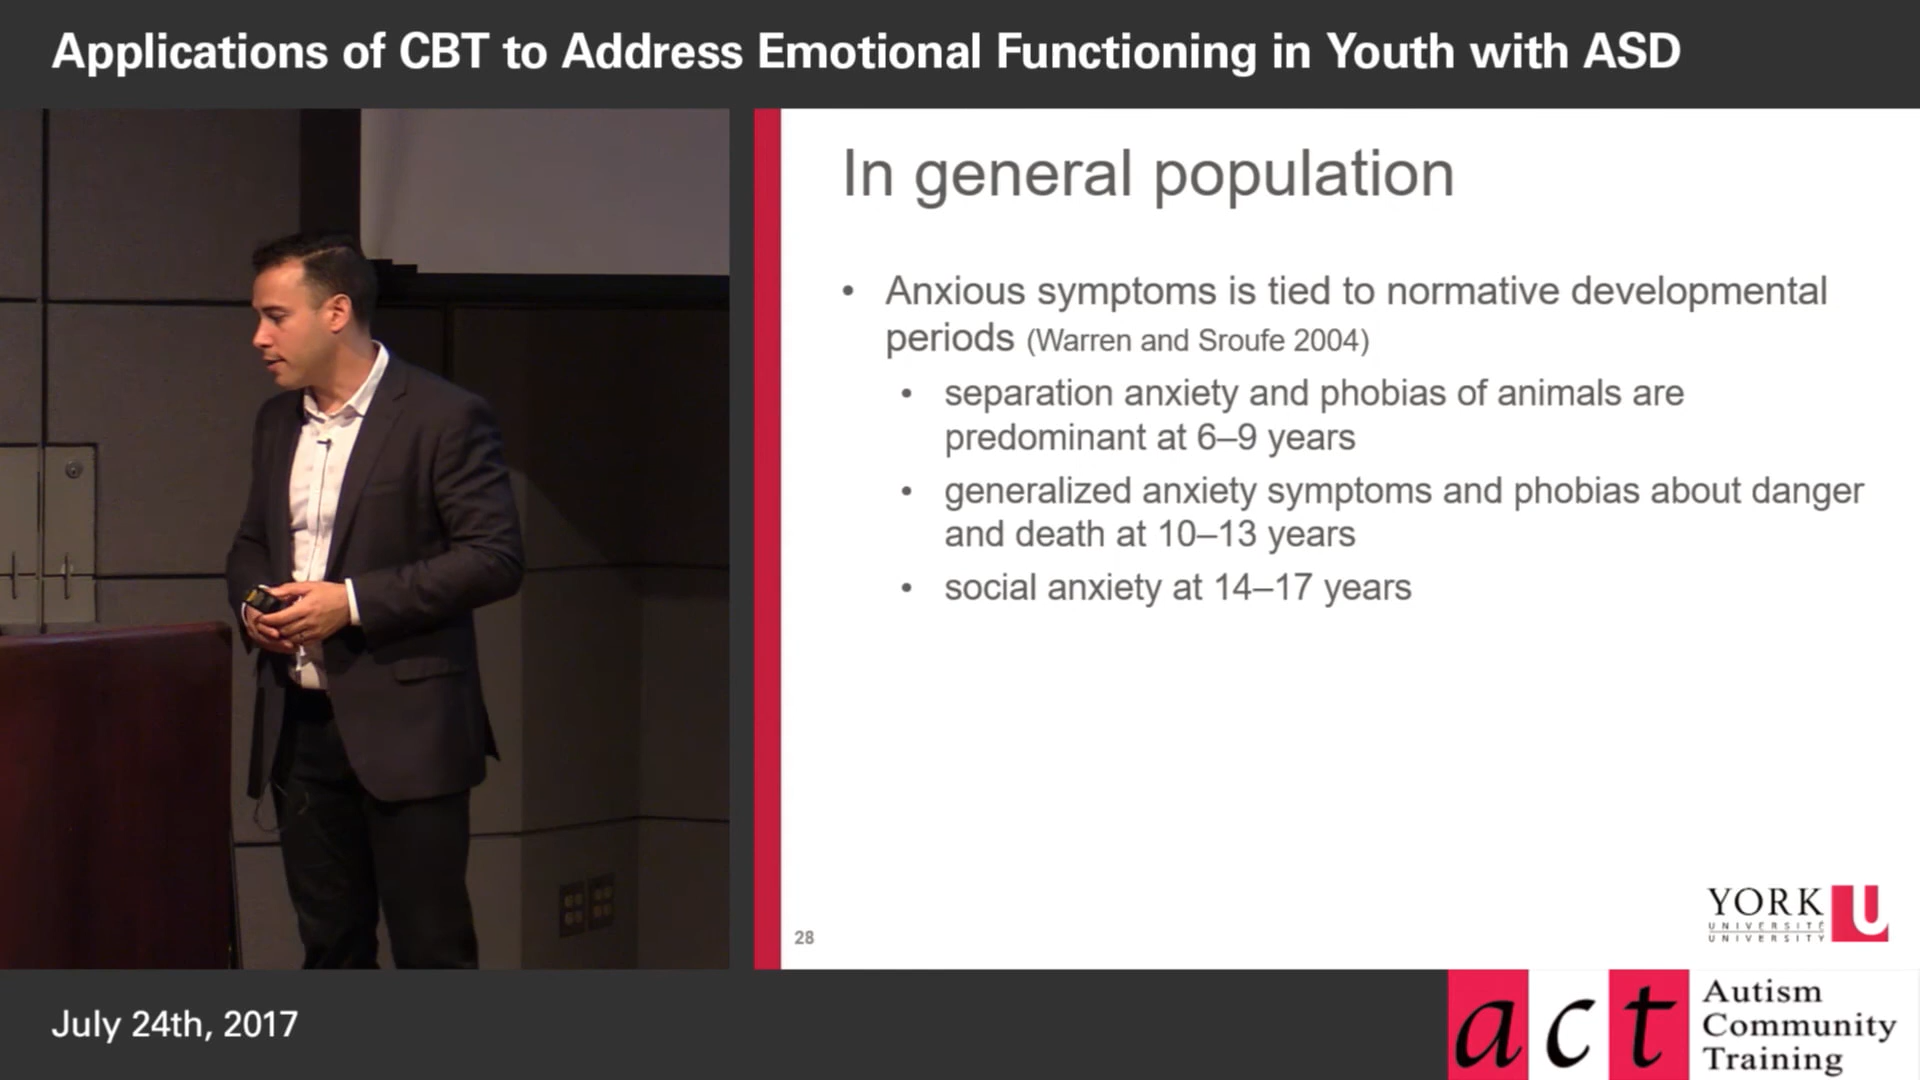 Applications of CBT to Address Emotional Functioning in Youth with ASD
In general population
• Anxious symptoms is tied to normative developmental
periods (Warren and Sroufe 2004)
• separation anxiety and phobias of animals are
predominant at 6–9 years
• generalized anxiety symptoms and phobias about danger
and death at 10–13 years
• social anxiety at 14–17 years
28
YORK U
UNIVERSITÉ
UNIVERSITY
July 24th, 2017
act
Autism
Community
Training